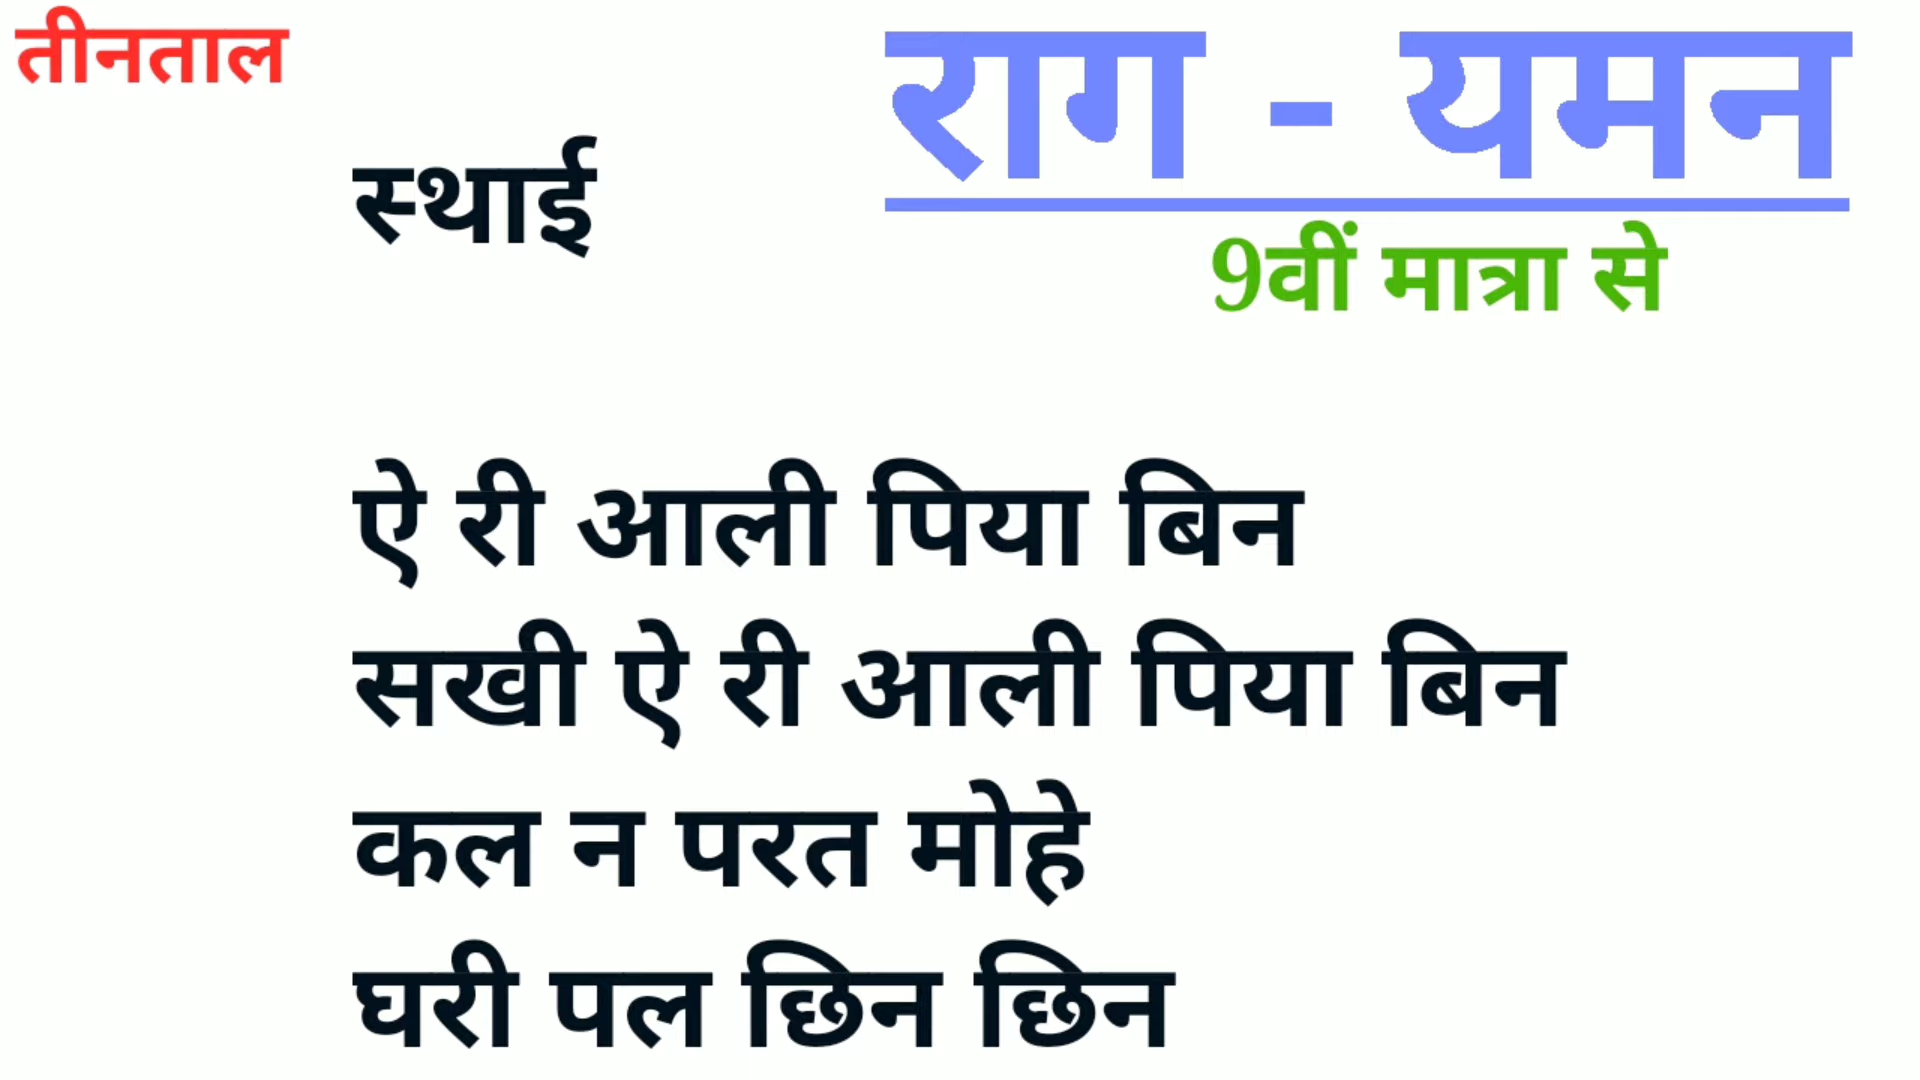 तीनताल
राग - यमन
स्थाई
9वीं मात्रा से
ऐ री आली पिया बिन
सखी ऐ री आली पिया बिन
कल न परत मोहे
घरी पल छिन छिन